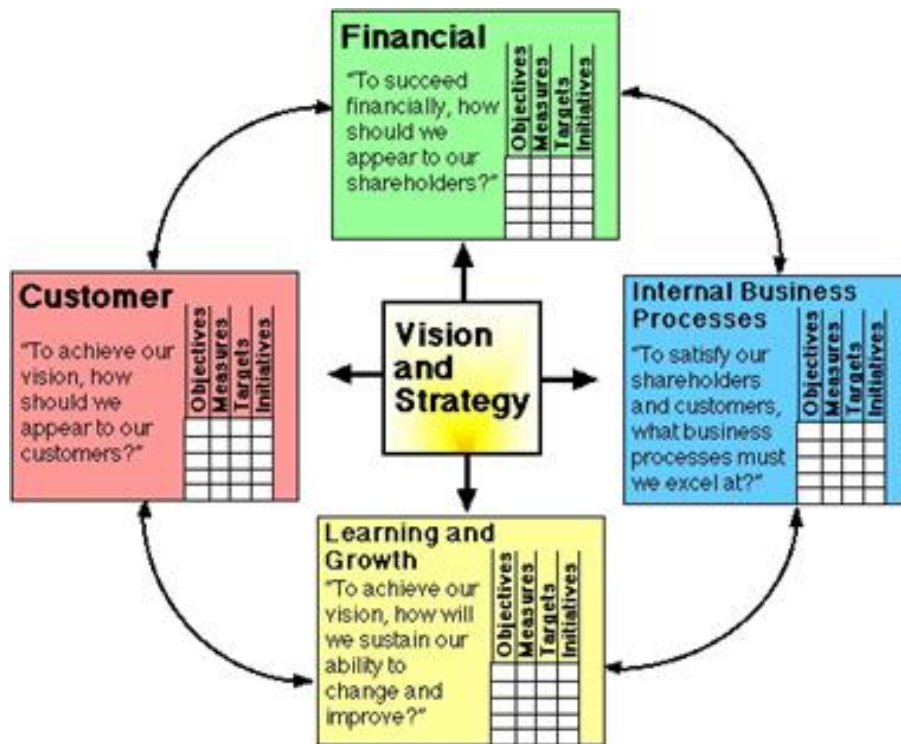 Financial
"To succeed
financially, how
should we
appear to our
shareholders?"
Objectives
Measures
Targets
Initiatives
Customer
"To achieve our
vision, how
should we
appear to our
customers?"
Objectives
Measures
Targets
Initiatives
Vision
and
Strategy
Internal Business
Processes
"To satisfy our
shareholders
and customers,
what business
processes must
we excel at?"
Objectives
Measures
Targets
Initiatives
Learning and
Growth
"To achieve our
vision, how will
we sustain our
ability to
change and
improve?"
Objectives
Measures
Targets
Initiatives